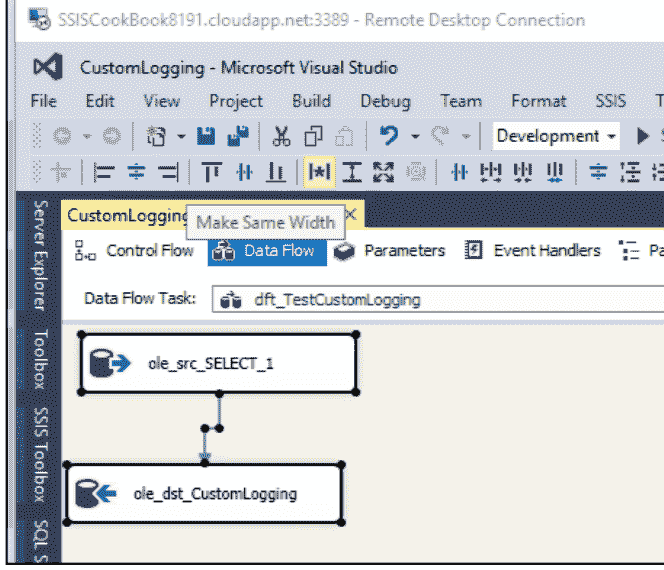 SSISCookBook8191.cloudapp.net:3389 - Remote Desktop Connection
CustomLogging - Microsoft Visual Studio
File Edit View Project Build Debug Team Format SSIS T
Development
CustomLogging
Make Same Width
Control Flow Data Flow Parameters Event Handlers Pa
Data Flow Task: dft_TestCustomLogging
ole_src_SELECT_1
ole_dst_CustomLogging
Server Explorer
Toolbox
SSIS Toolbox
SQL S